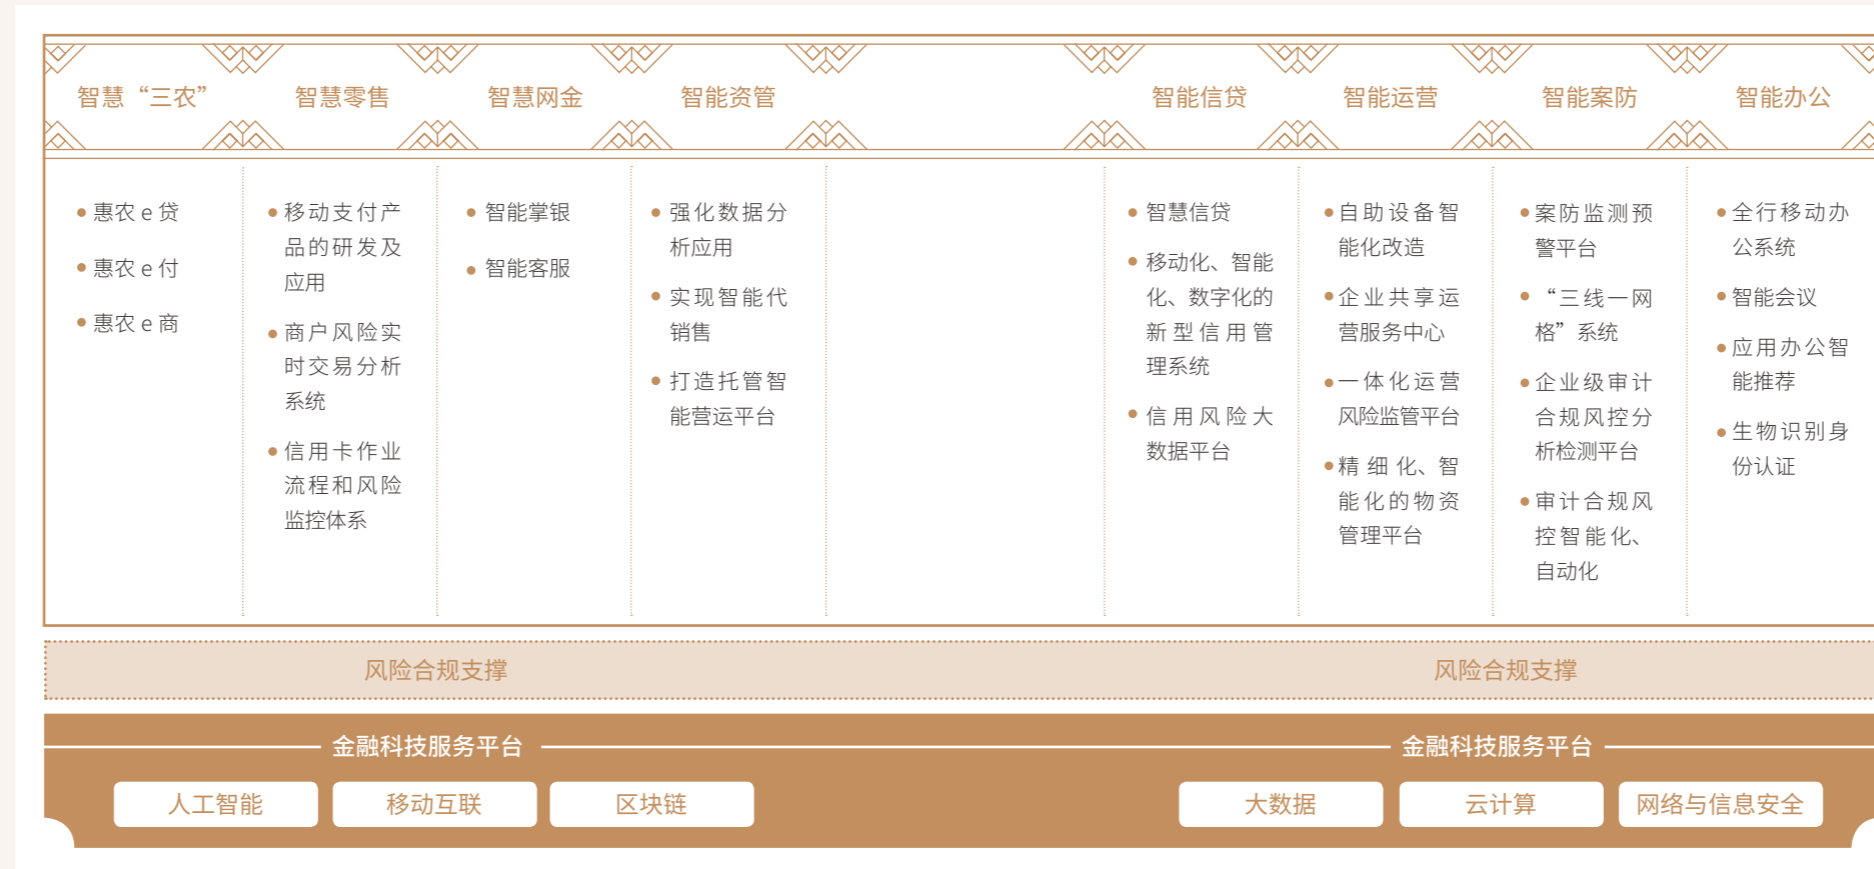 智慧“三农”
智慧零售
智慧网金
智能资管
智能信贷
智能运营
智能案防
智能办公
惠农 e 贷
惠农 e 付
惠农 e 商
移动支付产
品的研发及
应用
商户风险实
时交易分析
系统
信用卡作业
流程和风险
监控体系
智能掌银
智能客服
强化数据分
析应用
实现智能代
销售
打造托管智
能营运平台
智慧信贷
移动化、智能
化、数字化的
新型信用管
理系统
信用风险大
数据平台
自助设备智
能化改造
企业共享运
营服务中心
一体化运营
风险监管平台
精细化、智
能化的物资
管理平台
案防监测预
警平台
“三线一网
格”系统
企业级审计
合规风控分
析检测平台
审计合规风
控智能化、
自动化
全行移动办
公系统
智能会议
应用办公智
能推荐
生物识别身
份认证
风险合规支撑
风险合规支撑
金融科技服务平台
金融科技服务平台
人工智能
移动互联
区块链
大数据
云计算
网络与信息安全